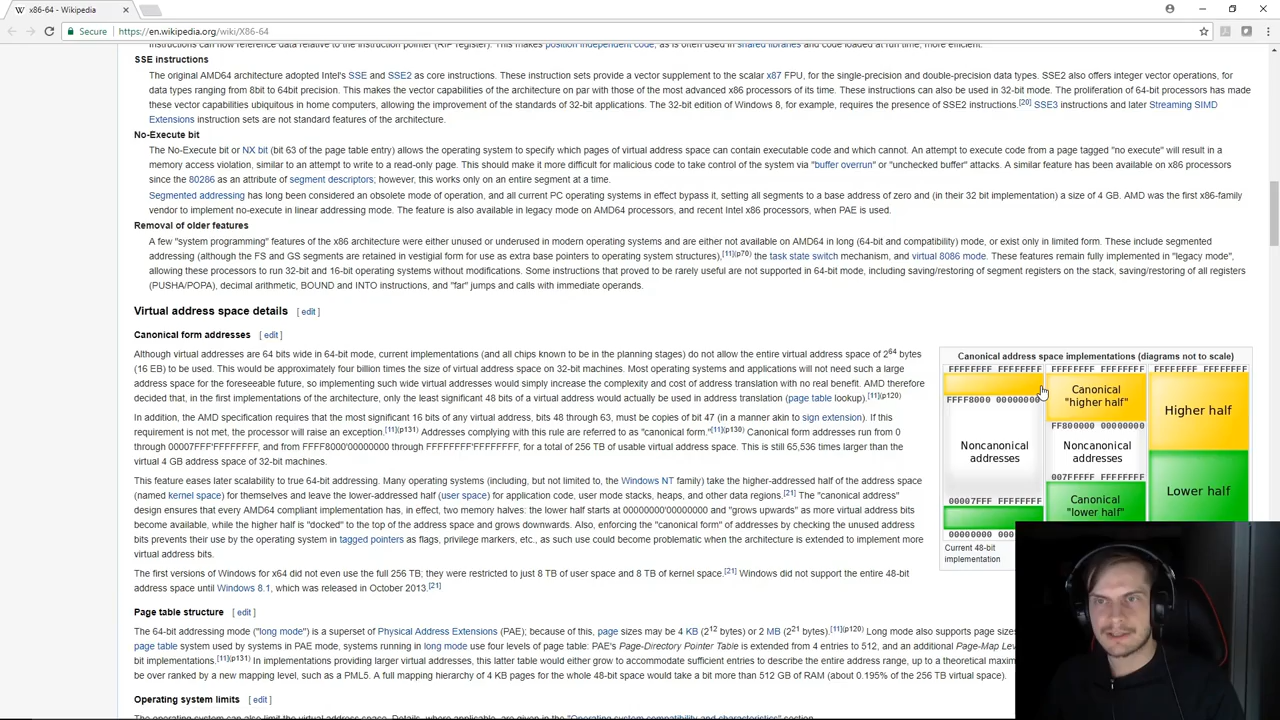 x86-64 - Wikipedia
Secure
https://en.wikipedia.org/wiki/X86-64
Instructions can now reference data relative to the instruction pointer (RIP register). This makes position independent code, as is often used in shared libraries and code loaded at run time, more efficient.
SSE instructions
The original AMD64 architecture adopted Intel's SSE and SSE2 as core instructions. These instruction sets provide a vector supplement to the scalar x87 FPU, for the single-precision and double-precision data types. SSE2 also offers integer vector operations, for
data types ranging from 8bit to 64bit precision. This makes the vector capabilities of the architecture on par with those of the most advanced x86 processors of its time. These instructions can also be used in 32-bit mode. The proliferation of 64-bit processors has made
these vector capabilities ubiquitous in home computers, allowing the improvement of the standards of 32-bit applications. The 32-bit edition of Windows 8, for example, requires the presence of SSE2 instructions.[20] SSE3 instructions and later Streaming SIMD
Extensions instruction sets are not standard features of the architecture.
No-Execute bit
The No-Execute bit or NX bit (bit 63 of the page table entry) allows the operating system to specify which pages of virtual address space can contain executable code and which cannot. An attempt to execute code from a page tagged "no execute" will result in a
memory access violation, similar to an attempt to write to a read-only page. This should make it more difficult for malicious code to take control of the system via "buffer overrun" or "unchecked buffer" attacks. A similar feature has been available on x86 processors
since the 80286 as an attribute of segment descriptors; however, this works only on an entire segment at a time.
Segmented addressing has long been considered an obsolete mode of operation, and all current PC operating systems in effect bypass it, setting all segments to a base address of zero and (in their 32 bit implementation) a size of 4 GB. AMD was the first x86-family
vendor to implement no-execute in linear addressing mode. The feature is also available in legacy mode on AMD64 processors, and recent Intel x86 processors, when PAE is used.
Removal of older features
A few "system programming" features of the x86 architecture were either unused or underused in modern operating systems and are either not available on AMD64 in long (64-bit and compatibility) mode, or exist only in limited form. These include segmented
addressing (although the FS and GS segments are retained in vestigial form for use as extra base pointers to operating system structures),[11](p70) the task state switch mechanism, and virtual 8086 mode. These features remain fully implemented in "legacy mode",
allowing these processors to run 32-bit and 16-bit operating systems without modifications. Some instructions that proved to be rarely useful are not supported in 64-bit mode, including saving/restoring of segment registers on the stack, saving/restoring of all registers
(PUSHA/POPA), decimal arithmetic, BOUND and INTO instructions, and "far" jumps and calls with immediate operands.
Virtual address space details [ edit ]
Canonical form addresses [ edit ]
Although virtual addresses are 64 bits wide in 64-bit mode, current implementations (and all chips known to be in the planning stages) do not allow the entire virtual address space of 2^64 bytes
(16 EB) to be used. This would be approximately four billion times the size of virtual address space on 32-bit machines. Most operating systems and applications will not need such a large
address space for the foreseeable future, so implementing such wide virtual addresses would simply increase the complexity and cost of address translation with no real benefit. AMD therefore
decided that, in the first implementations of the architecture, only the least significant 48 bits of a virtual address would actually be used in address translation (page table lookup).[11](p120)
In addition, the AMD specification requires that the most significant 16 bits of any virtual address, bits 48 through 63, must be copies of bit 47 (in a manner akin to sign extension). If this
requirement is not met, the processor will raise an exception.[11](p131) Addresses complying with this rule are referred to as "canonical form."[11](p130) Canonical form addresses run from 0
through 00007FFF'FFFFFFFF, and from FFFF8000'00000000 through FFFFFFFF'FFFFFFFF, for a total of 256 TB of usable virtual address space. This is still 65,536 times larger than the
virtual 4 GB address space of 32-bit machines.
This feature eases later scalability to true 64-bit addressing. Many operating systems (including, but not limited to, the Windows NT family) take the higher-addressed half of the address space
(named kernel space) for themselves and leave the lower-addressed half (user space) for application code, user mode stacks, heaps, and other data regions.[21] The "canonical address"
design ensures that every AMD64 compliant implementation has, in effect, two memory halves: the lower half starts at 00000000'00000000 and "grows upwards" as more virtual address bits
become available, while the higher half is "docked" to the top of the address space and grows downwards. Also, enforcing the "canonical form" of addresses by checking the unused address
bits prevents their use by the operating system in tagged pointers as flags, privilege markers, etc., as such use could become problematic when the architecture is extended to implement more
virtual address bits.
The first versions of Windows for x64 did not even use the full 256 TB; they were restricted to just 8 TB of user space and 8 TB of kernel space.[21] Windows did not support the entire 48-bit
address space until Windows 8.1, which was released in October 2013.[21]
Canonical address space implementations (diagrams not to scale)
FFFFFFFF FFFFFFFF
FFFF8000 00000000
Noncanonical
addresses
00007FFF FFFFFFFF
00000000 000
Current 48-bit
implementation
FFFFFFFF FFFFFFFF
Canonical
"higher half"
FF800000 00000000
Noncanonical
addresses
007FFFFF FFFFFFFF
Canonical
"lower half"
FFFFFFFF FFFFFFFF
Higher half
Lower half
Page table structure [ edit ]
The 64-bit addressing mode ("long mode") is a superset of Physical Address Extensions (PAE); because of this, page sizes may be 4 KB (2^12 bytes) or 2 MB (2^21 bytes).[11](p120) Long mode also supports page sizes
page table system used by systems in PAE mode, systems running in long mode use four levels of page table: PAE's Page-Directory Pointer Table is extended from 4 entries to 512, and an additional Page-Map Leve
bit implementations.[11](p131) In implementations providing larger virtual addresses, this latter table would either grow to accommodate sufficient entries to describe the entire address range, up to a theoretical maxim
be over ranked by a new mapping level, such as a PML5. A full mapping hierarchy of 4 KB pages for the whole 48-bit space would take a bit more than 512 GB of RAM (about 0.195% of the 256 TB virtual space).
Operating system limits [ edit ]
The operating system can also limit the virtual address space. Details, where applicable, are given in the "Operating system compatibility and characteristics" section.